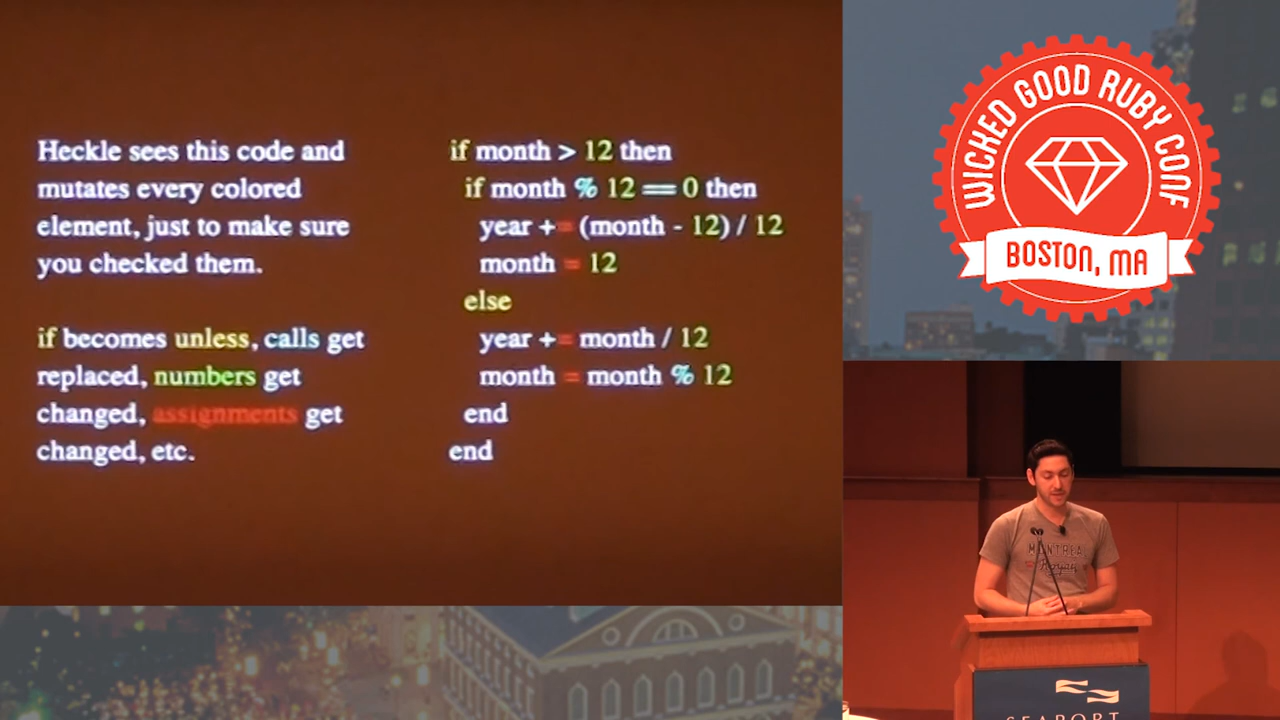 Heckle sees this code and
mutates every colored
element, just to make sure
you checked them.
if becomes unless, calls get
replaced, numbers get
changed, assignments get
changed, etc.
if month > 12 then
if month % 12 == 0 then
year += (month - 12) / 12
month = 12
else
year += month / 12
month = month % 12
end
end
WICKED GOOD RUBY CONF
BOSTON, MA
SEAPORT